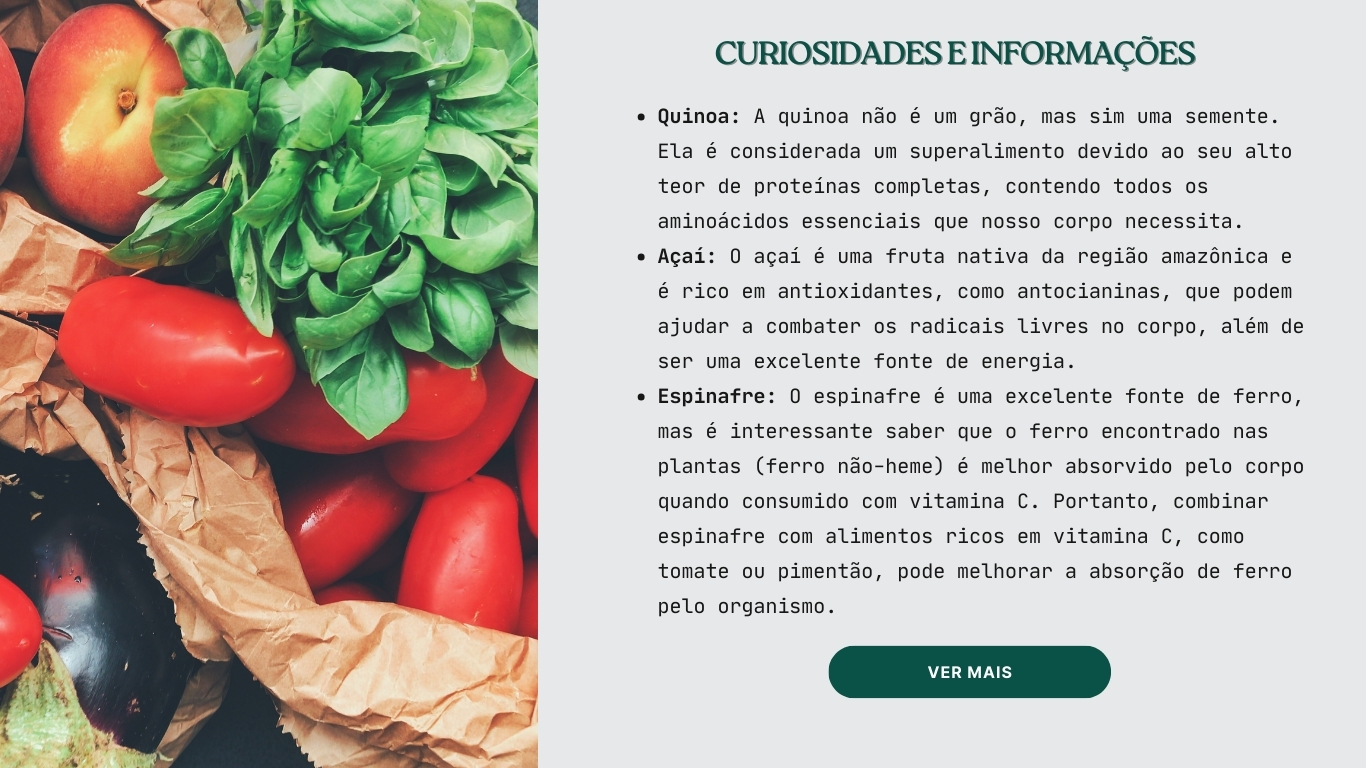 CURIOSIDADES E INFORMAÇÕES
• Quinoa: A quinoa não é um grão, mas sim uma semente.
Ela é considerada um superalimento devido ao seu alto
teor de proteínas completas, contendo todos os
aminoácidos essenciais que nosso corpo necessita.
• Açaí: O açaí é uma fruta nativa da região amazônica e
é rico em antioxidantes, como antocianinas, que podem
ajudar a combater os radicais livres no corpo, além de
ser uma excelente fonte de energia.
• Espinafre: O espinafre é uma excelente fonte de ferro,
mas é interessante saber que o ferro encontrado nas
plantas (ferro não-heme) é melhor absorvido pelo corpo
quando consumido com vitamina C. Portanto, combinar
espinafre com alimentos ricos em vitamina C, como
tomate ou pimentão, pode melhorar a absorção de ferro
pelo organismo.
VER MAIS